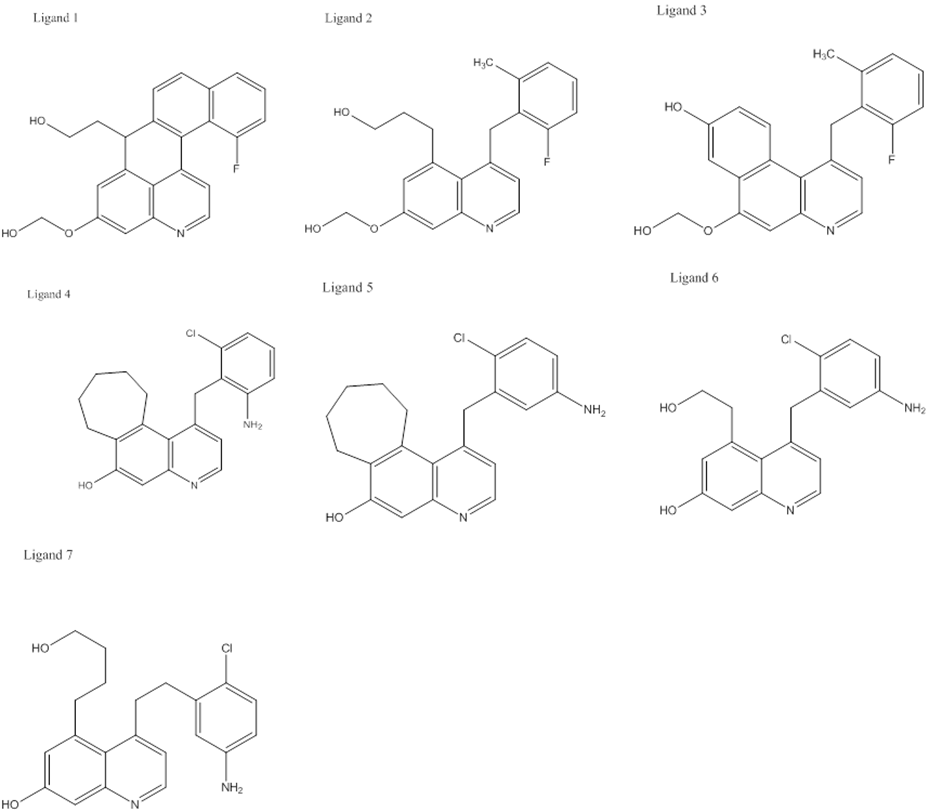 Ligand 1
Ligand 2
Ligand 3
HO
F
HO
O
N
H₃C
HO
F
HO
O
N
H₃C
HO
F
HO
O
N
Ligand 4
Ligand 5
Ligand 6
Cl
NH₂
HO
N
Cl
NH₂
HO
N
Cl
HO
NH₂
HO
N
Ligand 7
HO
Cl
NH₂
HO
N